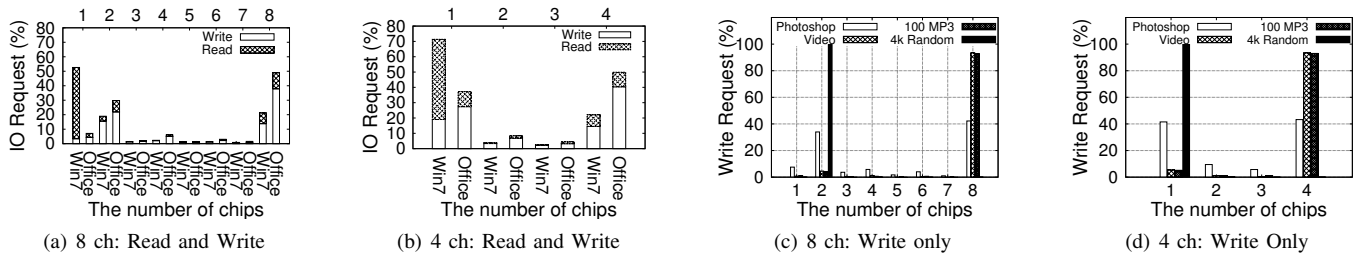 1 2 3 4 5 6 7 8
80
70
60
50
40
30
20
10
0
IO Request (%)
Write
Read
Win7 Office Win7 Office Win7 Office Win7 Office Win7 Office Win7 Office Win7 Office Win7 Office
The number of chips
(a) 8 ch: Read and Write
1 2 3 4
80
70
60
50
40
30
20
10
0
IO Request (%)
Write
Read
Win7 Office Win7 Office Win7 Office Win7 Office
The number of chips
(b) 4 ch: Read and Write
Photoshop 100 MP3
Video 4k Random
100
80
60
40
20
0
Write Request (%)
1 2 3 4 5 6 7 8
The number of chips
(c) 8 ch: Write only
Photoshop 100 MP3
Video 4k Random
100
80
60
40
20
0
Write Request (%)
1 2 3 4
The number of chips
(d) 4 ch: Write Only